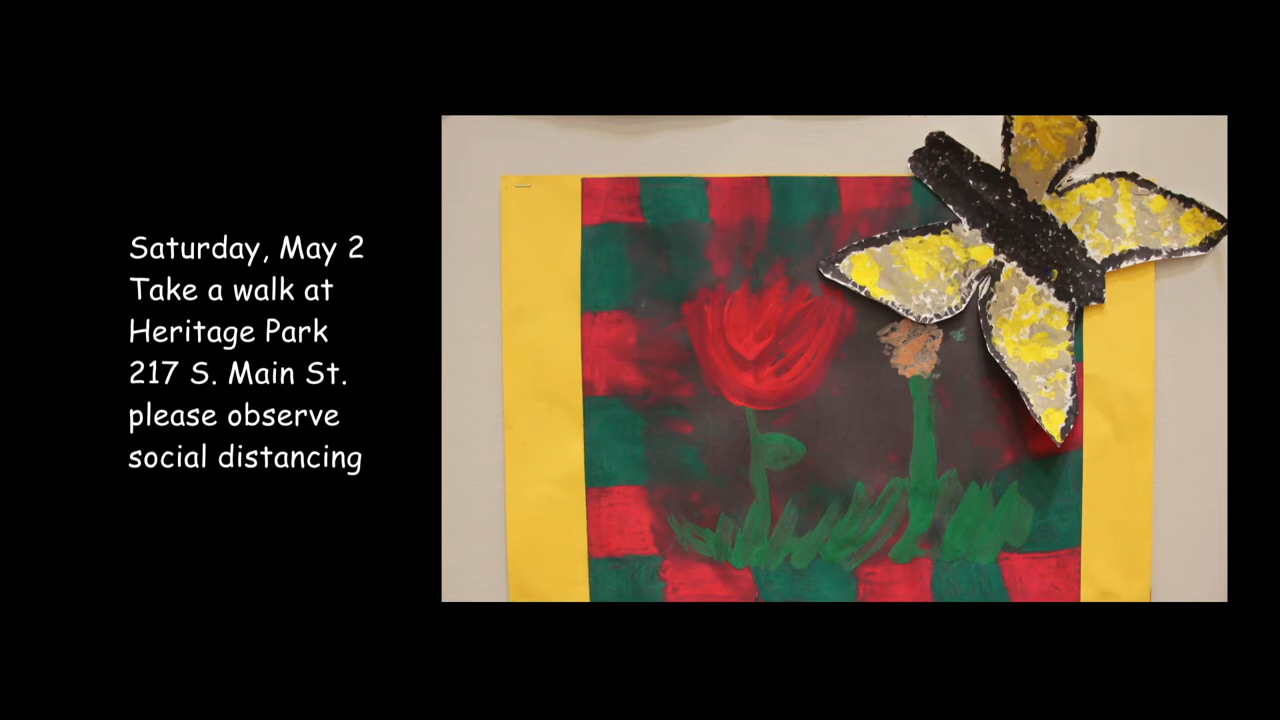 Saturday, May 2
Take a walk at
Heritage Park
217 S. Main St.
please observe
social distancing